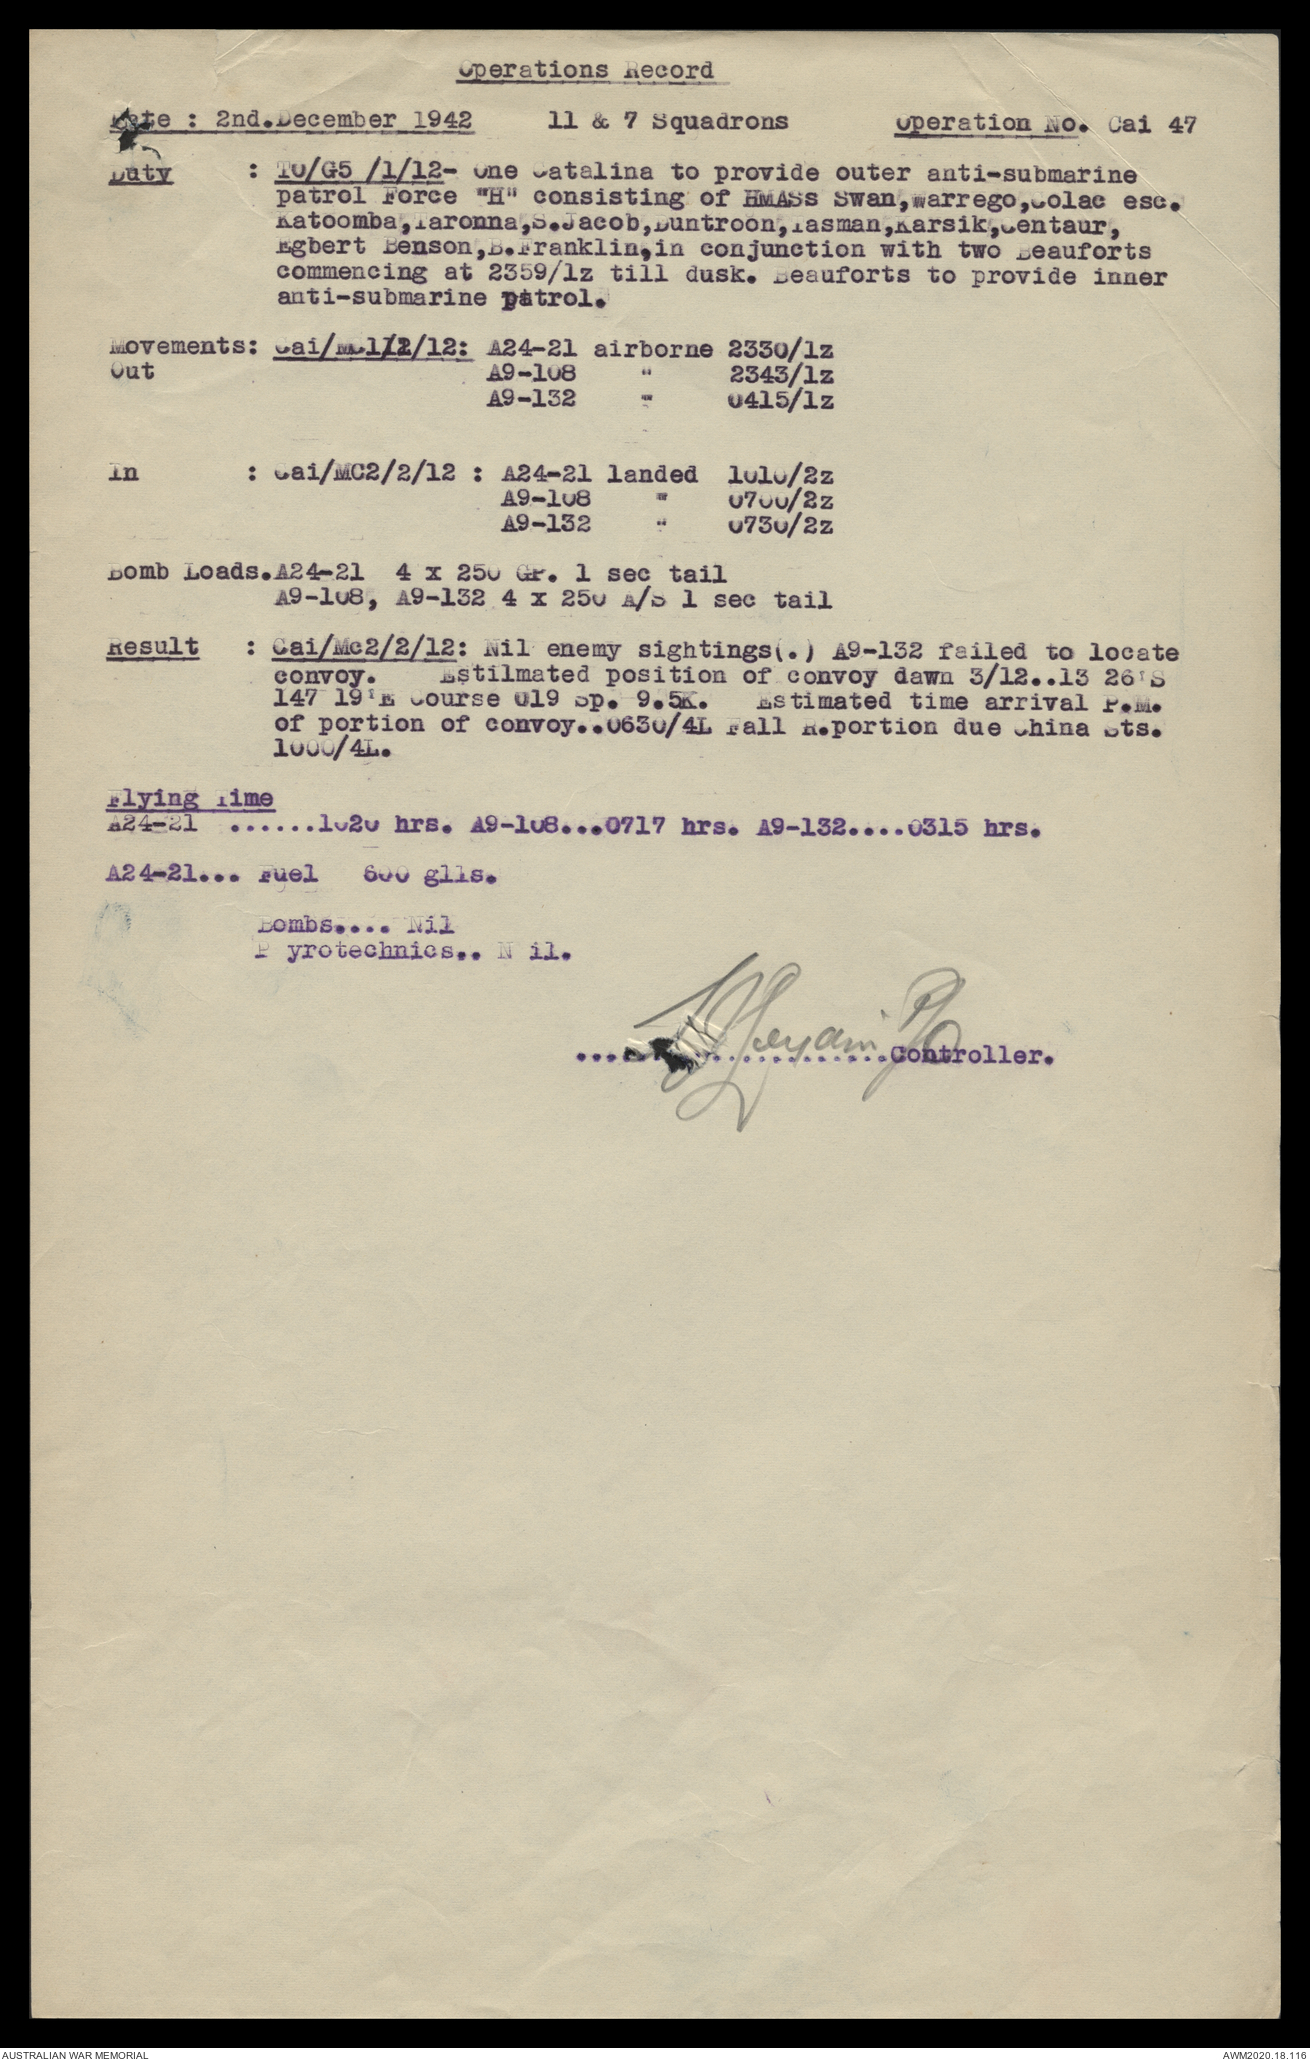 Operations Record
Date : 2nd.December 1942 11 & 7 Squadrons Operation No. Cai 47
Duty : TO/G5 /1/12- One Catalina to provide outer anti-submarine
patrol Force "H" consisting of HMASs Swan,Warrego,Colac esc.
Katoomba,Taronna,S.Jacob,Duntroon,Tasman,Karsik,Centaur,
Egbert Benson,B.Franklin,in conjunction with two Beauforts
commencing at 2359/1z till dusk. Beauforts to provide inner
anti-submarine patrol.
Movements: Cai/MC1/2/12: A24-21 airborne 2330/1z
Out A9-108 " 2343/1z
A9-132 " 0415/1z
In : Cai/MC2/2/12 : A24-21 landed 1010/2z
A9-108 " 0700/2z
A9-132 " 0730/2z
Bomb Loads.A24-21 4 x 250 GP. 1 sec tail
A9-108, A9-132 4 x 250 A/S 1 sec tail
Result : Cai/Mc2/2/12: Nil enemy sightings(.) A9-132 failed to locate
convoy. Estilmated position of convoy dawn 3/12..13 26'S
147 19'E Course 019 Sp. 9.5K. Estimated time arrival P.M.
of portion of convoy..0630/4L Fall R.portion due China Sts.
1000/4L.
Flying Time
A24-21 ......1020 hrs. A9-108...0717 hrs. A9-132....0315 hrs.
A24-21... Fuel 600 glls.
Bombs.... Nil
P yrotechnics.. N il.
P/O
....................Controller.
AUSTRALIAN WAR MEMORIAL AWM2020.18.116